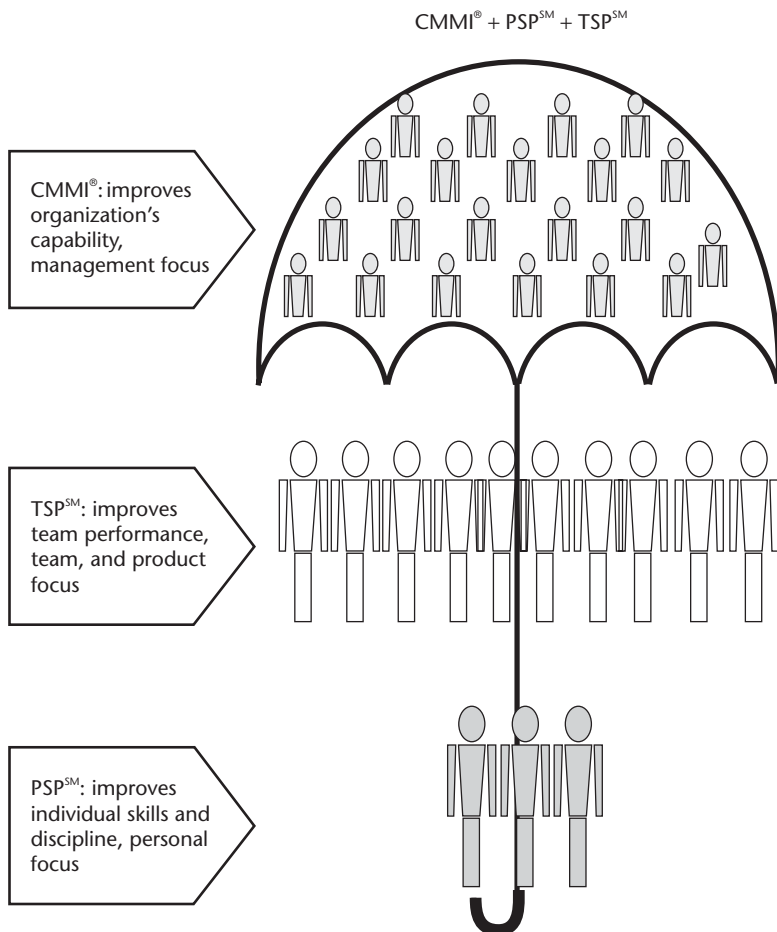 CMMI® + PSP℠ + TSP℠
CMMI®: improves
organization’s
capability,
management focus
TSP℠: improves
team performance,
team, and product
focus
PSP℠: improves
individual skills and
discipline, personal
focus